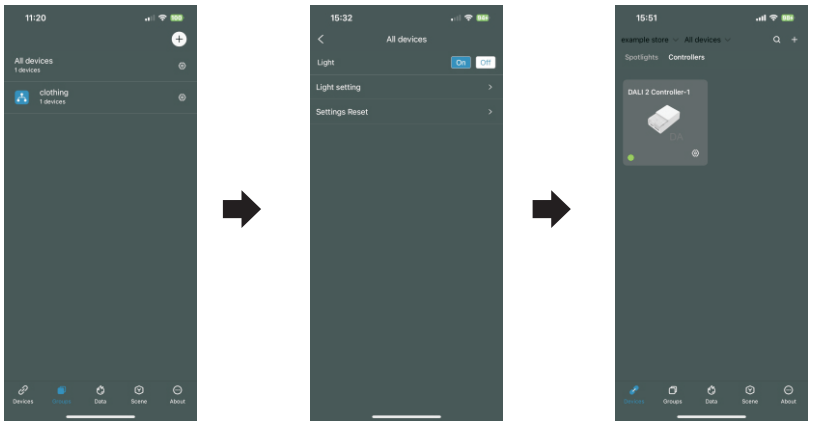 11:20
All devices
1 devices
clothing
1 devices
Devices
Groups
Data
Scene
About
15:32
All devices
Light
On
Off
Light setting
Settings Reset
15:51
example store
All devices
Spotlights
Controllers
DALI 2 Controller-1
DA
Devices
Groups
Data
Scene
About